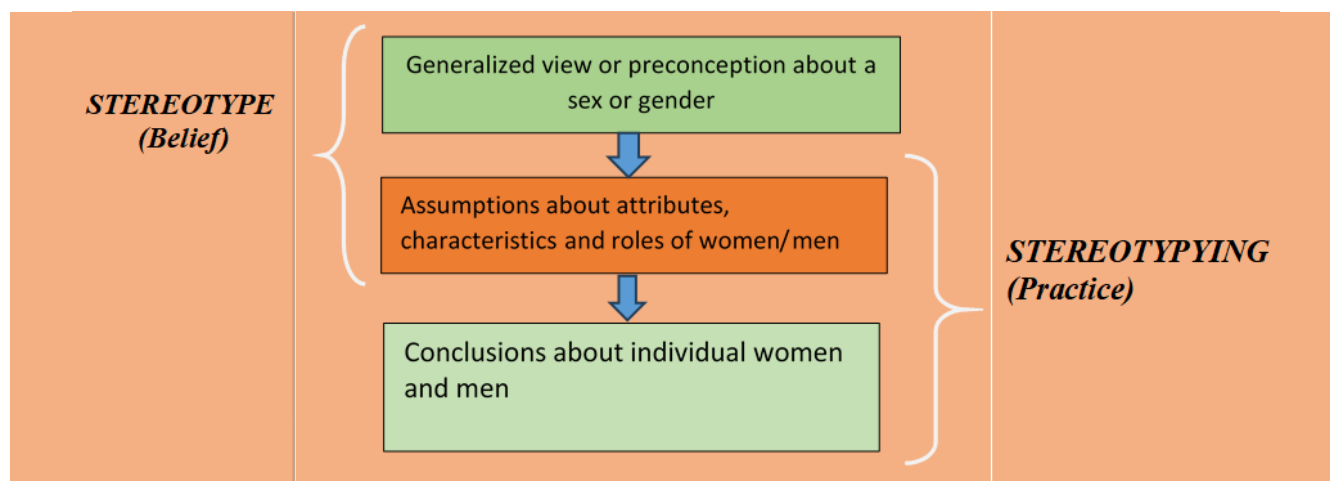 STEREOTYPE
(Belief)
Generalized view or preconception about a
sex or gender
Assumptions about attributes,
characteristics and roles of women/men
Conclusions about individual women
and men
STEREOTYPYING
(Practice)